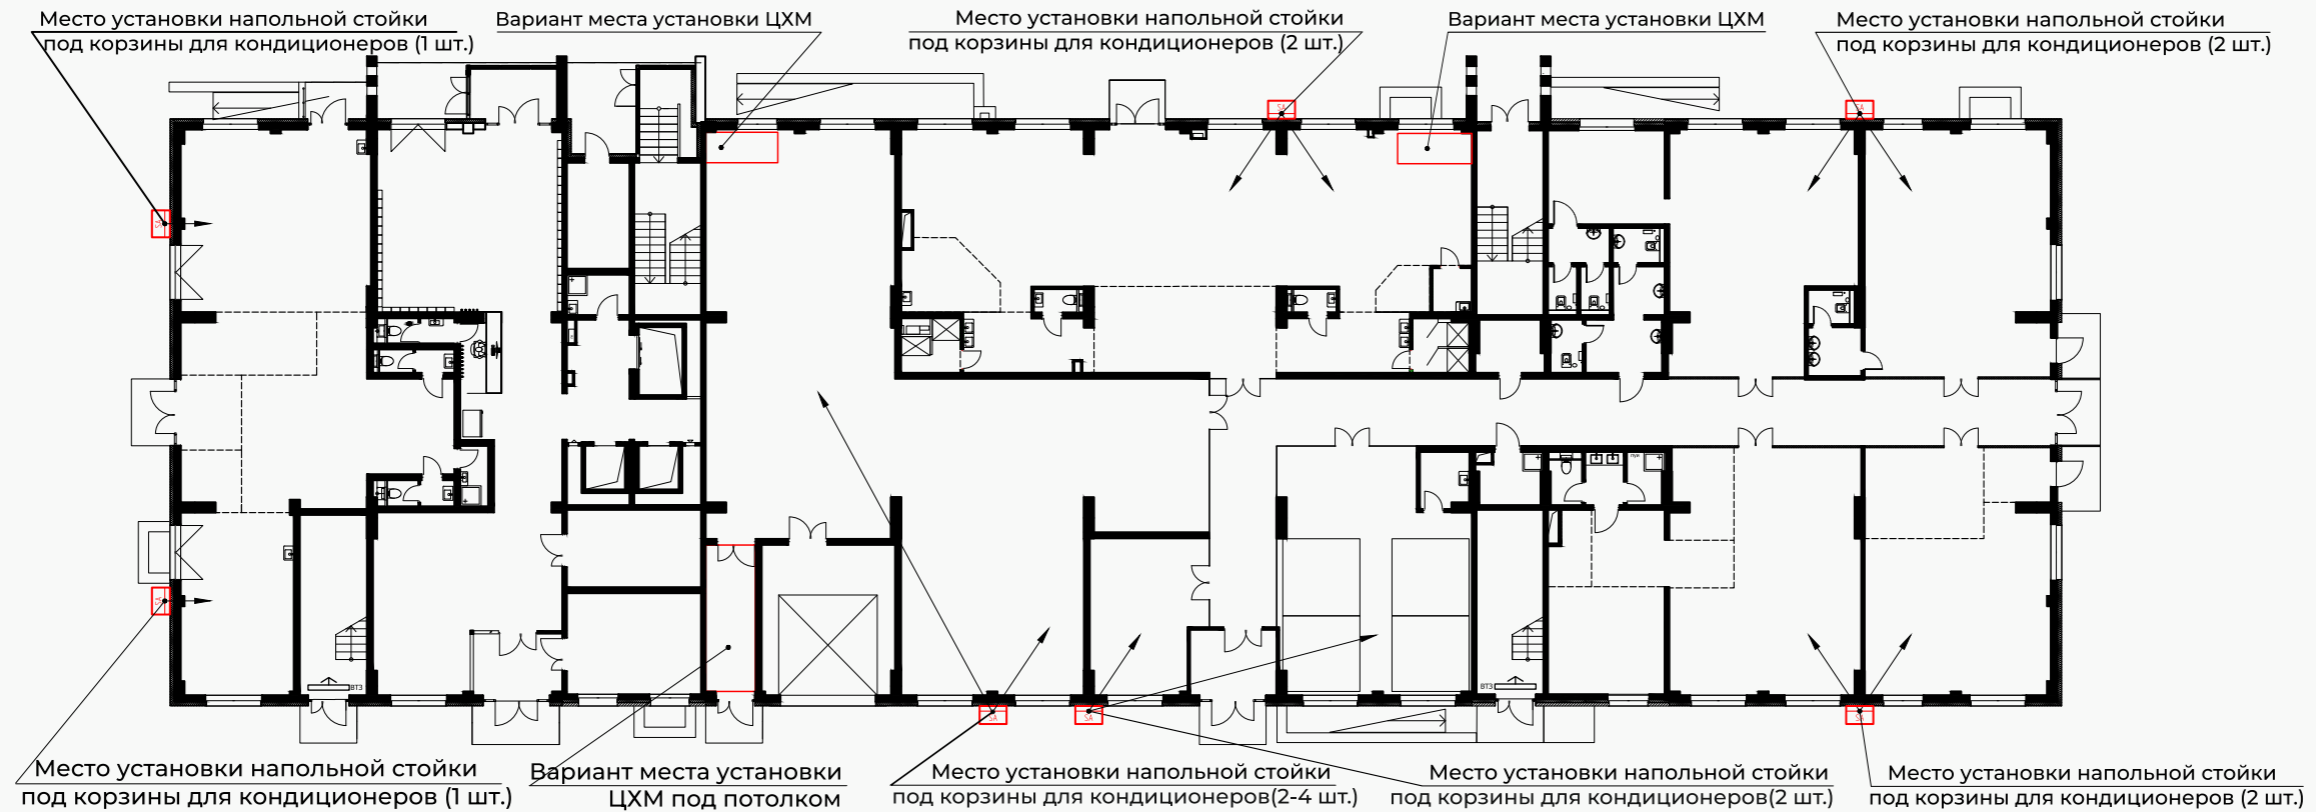 Место установки напольной стойки
под корзины для кондиционеров (1 шт.)
Вариант места установки ЦХМ
Место установки напольной стойки
под корзины для кондиционеров (2 шт.)
Вариант места установки ЦХМ
Место установки напольной стойки
под корзины для кондиционеров (2 шт.)
ВТЗ
ВТЗ
Место установки напольной стойки
под корзины для кондиционеров (1 шт.)
Вариант места установки
ЦХМ под потолком
Место установки напольной стойки
под корзины для кондиционеров(2-4 шт.)
Место установки напольной стойки
под корзины для кондиционеров(2 шт.)
Место установки напольной стойки
под корзины для кондиционеров (2 шт.)